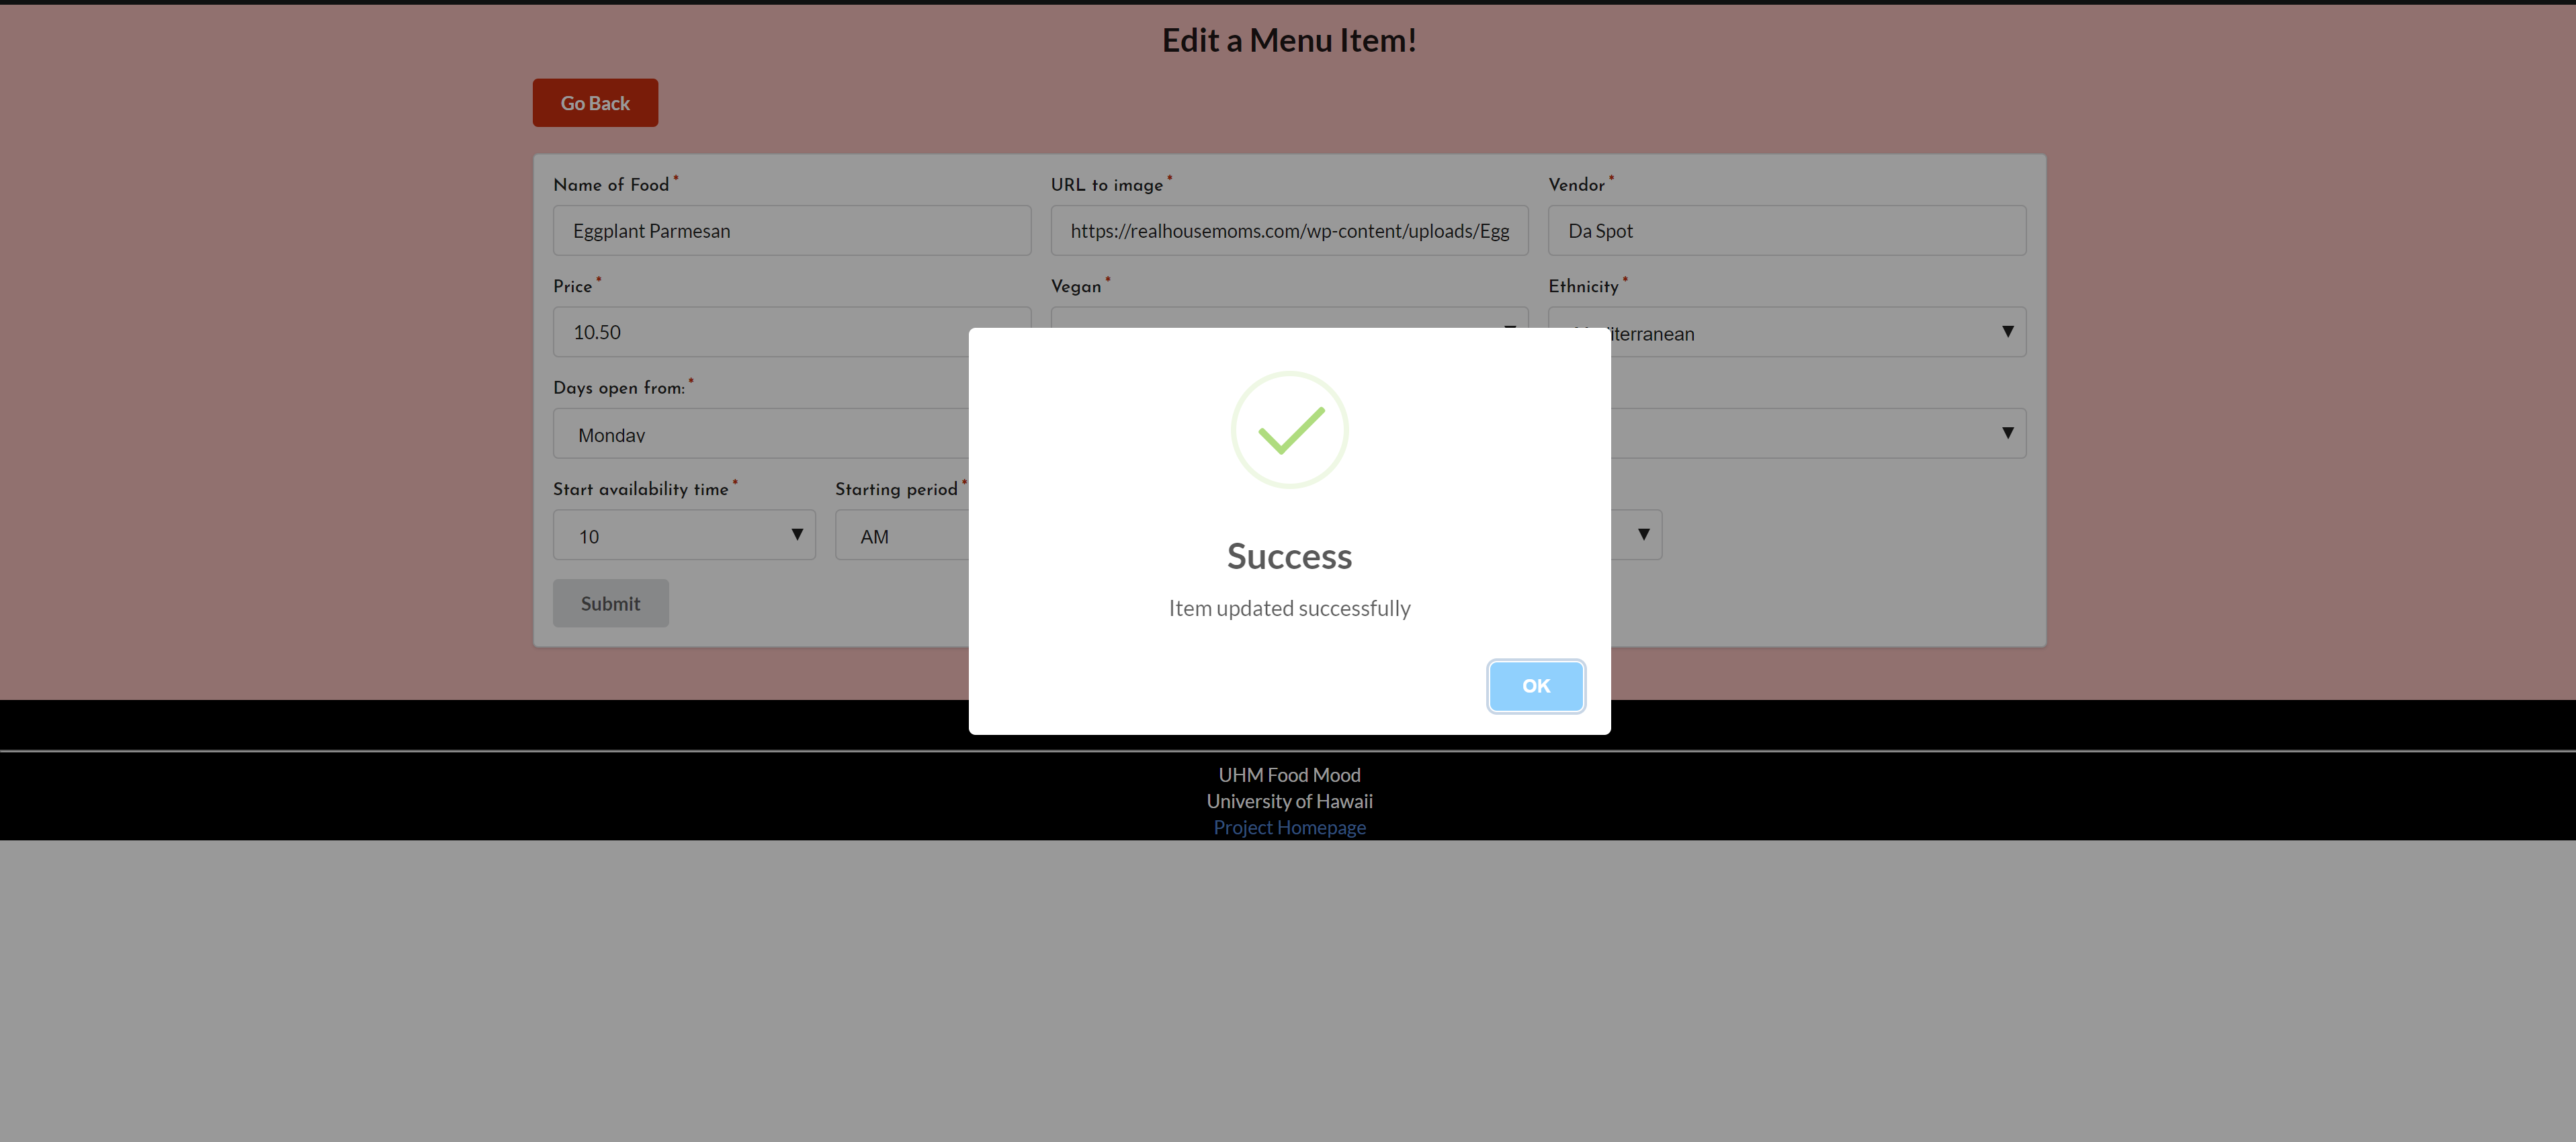 Edit a Menu Item!
Go Back
Name of Food *
URL to image *
Vendor *
Eggplant Parmesan
https://realhousemoms.com/wp-content/uploads/Egg
Da Spot
Price *
Vegan *
Ethnicity *
10.50
iterranean
Days open from: *
Monday
Start availability time *
Starting period *
10
AM
Submit
Success
Item updated successfully
OK
UHM Food Mood
University of Hawaii
Project Homepage